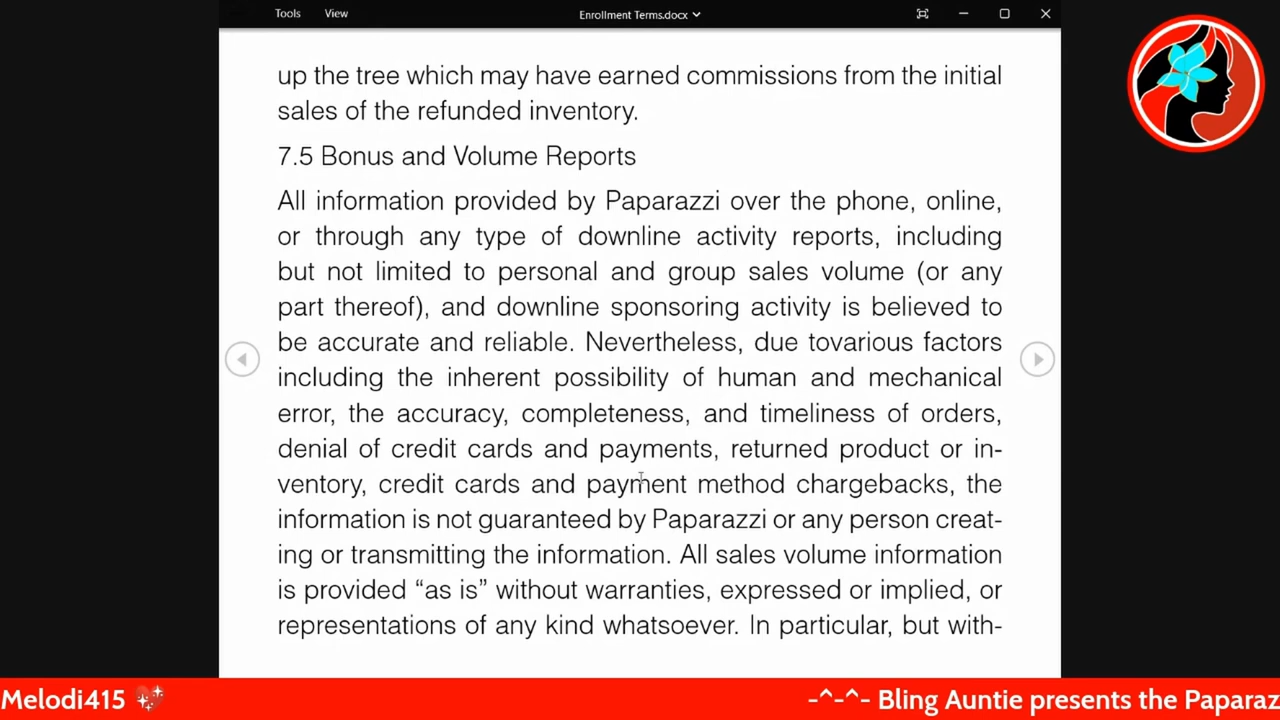 Tools View Enrollment Terms.docx
up the tree which may have earned commissions from the initial
sales of the refunded inventory.
7.5 Bonus and Volume Reports
All information provided by Paparazzi over the phone, online,
or through any type of downline activity reports, including
but not limited to personal and group sales volume (or any
part thereof), and downline sponsoring activity is believed to
be accurate and reliable. Nevertheless, due tovarious factors
including the inherent possibility of human and mechanical
error, the accuracy, completeness, and timeliness of orders,
denial of credit cards and payments, returned product or in-
ventory, credit cards and payment method chargebacks, the
information is not guaranteed by Paparazzi or any person creat-
ing or transmitting the information. All sales volume information
is provided “as is” without warranties, expressed or implied, or
representations of any kind whatsoever. In particular, but with-
Melodi415 💖 -^-^- Bling Auntie presents the Paparaz